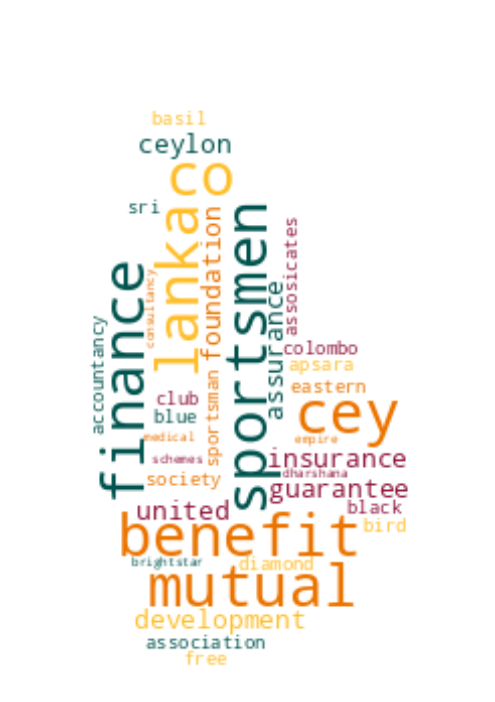 basil
ceylon
co
sri
lanka
foundation
sportsmen
assosicates
finance
consultancy
assurance
accountancy
colombo
apsara
sportsman
eastern
club
cey
blue
medical
empire
schemes
insurance
dharshana
society
guarantee
united
black
benefit
bird
brightstar
diamond
mutual
development
association
free